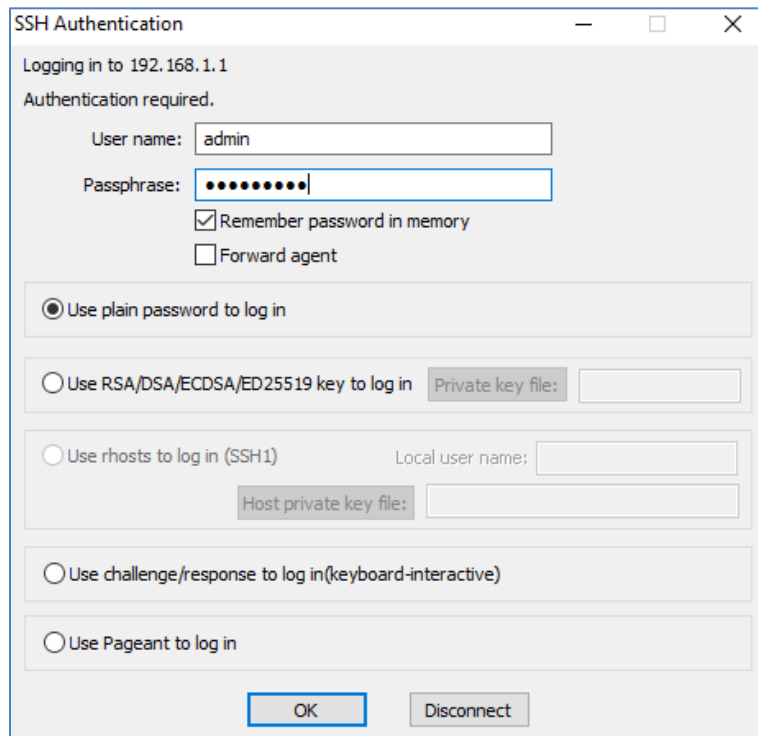 SSH Authentication
Logging in to 192.168.1.1
Authentication required.
User name: admin
Passphrase: •••••••••
Remember password in memory
Forward agent
Use plain password to log in
Use RSA/DSA/ECDSA/ED25519 key to log in Private key file:
Use rhosts to log in (SSH1) Local user name:
Host private key file:
Use challenge/response to log in(keyboard-interactive)
Use Pageant to log in
OK Disconnect